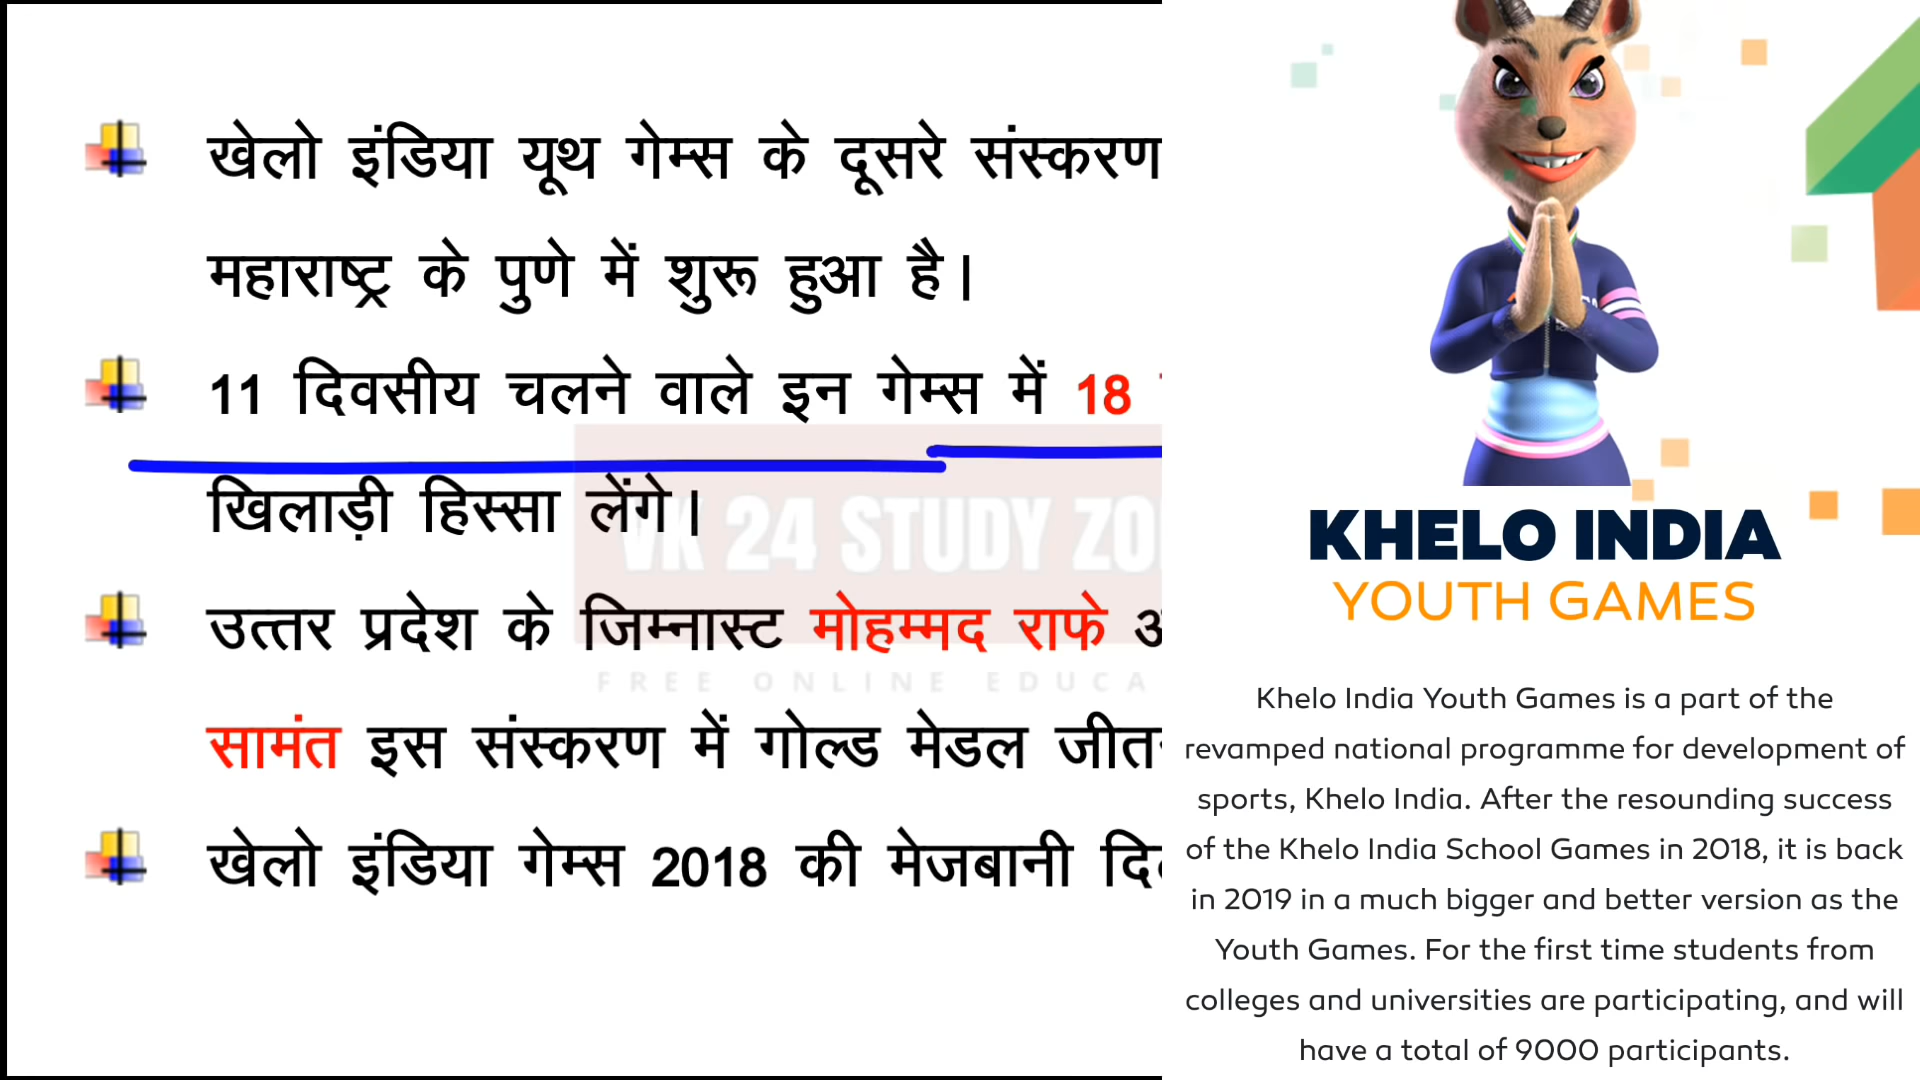 खेलो इंडिया यूथ गेम्स के दूसरे संस्करण
महाराष्ट्र के पुणे में शुरू हुआ है।
11 दिवसीय चलने वाले इन गेम्स में 18
खिलाड़ी हिस्सा लेंगे।
उत्तर प्रदेश के जिम्नास्ट मोहम्मद राफे
सामंत इस संस्करण में गोल्ड मेडल
खेलो इंडिया गेम्स 2018 की मेजबानी
VK 24 STUDY
FREE ONLINE
KHELO INDIA
YOUTH GAMES
Khelo India Youth Games is a part of the
revamped national programme for development of
sports, Khelo India. After the resounding success
of the Khelo India School Games in 2018, it is back
in 2019 in a much bigger and better version as the
Youth Games. For the first time students from
colleges and universities are participating, and will
have a total of 9000 participants.